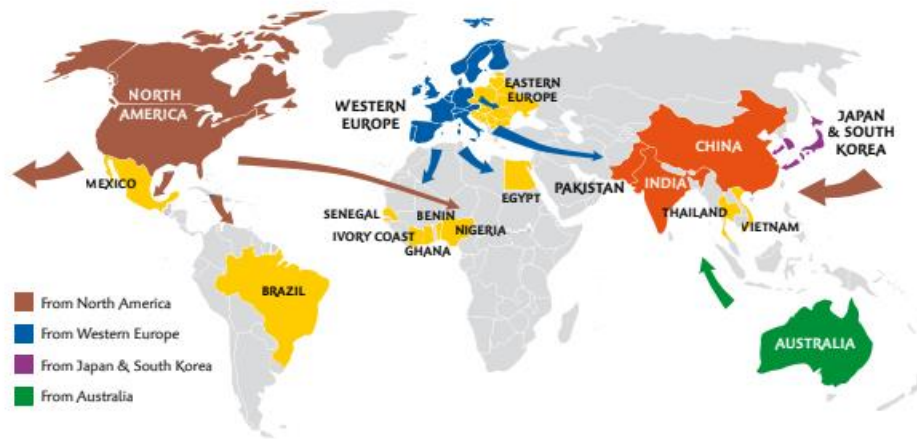 NORTH
AMERICA
WESTERN
EUROPE
EASTERN
EUROPE
JAPAN
& SOUTH
KOREA
CHINA
MEXICO
PAKISTAN
INDIA
EGYPT
SENEGAL
BENIN
NIGERIA
IVORY COAST
GHANA
THAILAND
VIETNAM
BRAZIL
AUSTRALIA
From North America
From Western Europe
From Japan & South Korea
From Australia